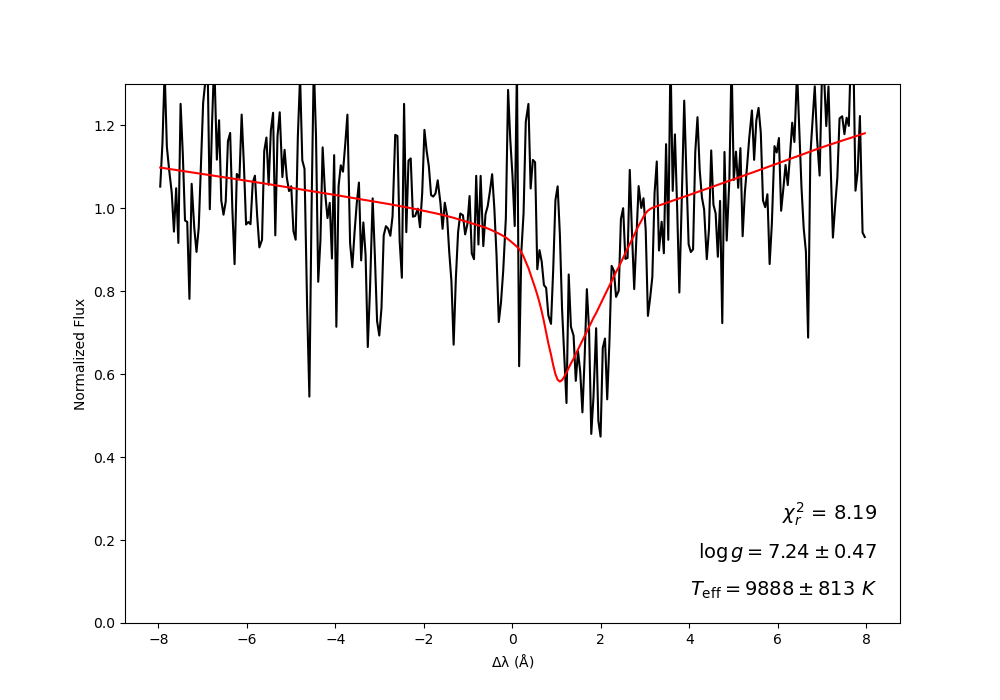 1.2
1.0
0.8
0.6
0.4
0.2
0.0
Normalized Flux
χ²ᵣ = 8.19
log g = 7.24 ± 0.47
T_eff = 9888 ± 813 K
−8 −6 −4 −2 0 2 4 6 8
Δλ (Å)